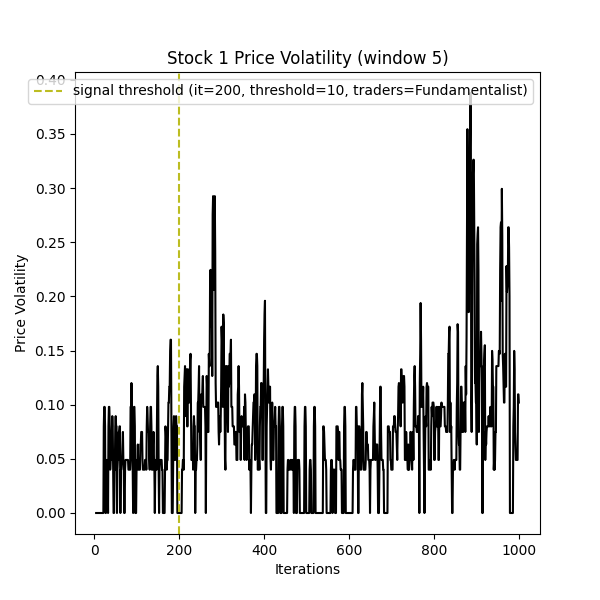 Stock 1 Price Volatility (window 5)
signal threshold (it=200, threshold=10, traders=Fundamentalist)
Price Volatility
0.40
0.35
0.30
0.25
0.20
0.15
0.10
0.05
0.00
0 200 400 600 800 1000
Iterations